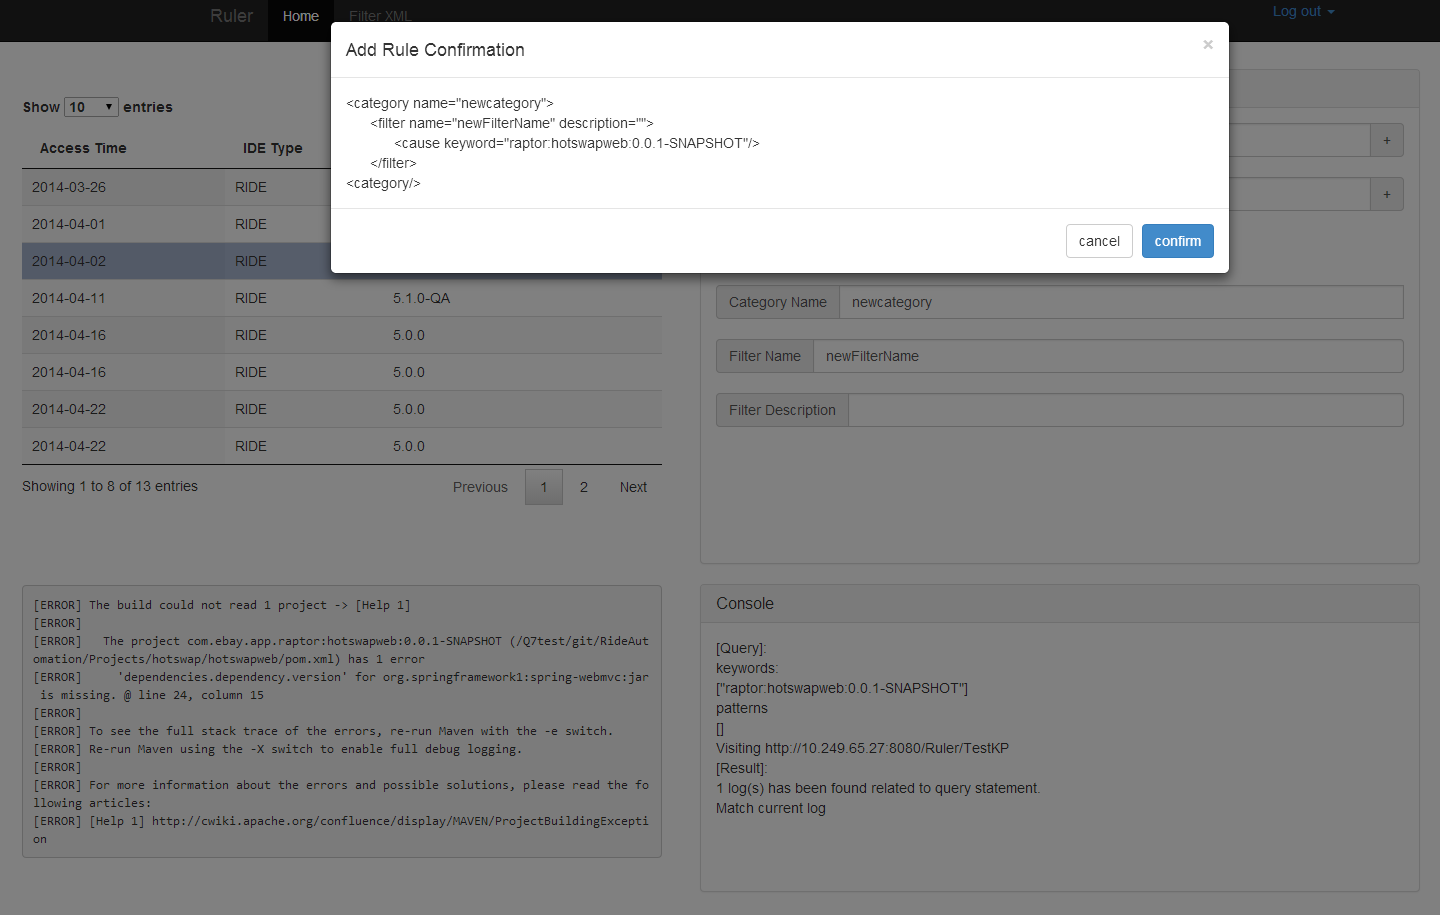 Ruler Home Filter XML Log out
Add Rule Confirmation ×
<category name="newcategory">
<filter name="newFilterName" description="">
<cause keyword="raptor:hotswapweb:0.0.1-SNAPSHOT"/>
</filter>
<category/>
cancel confirm
Show 10 entries
Access Time IDE Type
2014-03-26 RIDE
2014-04-01 RIDE
2014-04-02 RIDE
2014-04-11 RIDE 5.1.0-QA
2014-04-16 RIDE 5.0.0
2014-04-16 RIDE 5.0.0
2014-04-22 RIDE 5.0.0
2014-04-22 RIDE 5.0.0
Showing 1 to 8 of 13 entries
Previous 1 2 Next
+
+
Category Name newcategory
Filter Name newFilterName
Filter Description
[ERROR] The build could not read 1 project -> [Help 1]
[ERROR]
[ERROR]   The project com.ebay.app.raptor:hotswapweb:0.0.1-SNAPSHOT (/Q7test/git/RideAut
omation/Projects/hotswap/hotswapweb/pom.xml) has 1 error
[ERROR]     'dependencies.dependency.version' for org.springframework1:spring-webmvc:jar
is missing. @ line 24, column 15
[ERROR]
[ERROR] To see the full stack trace of the errors, re-run Maven with the -e switch.
[ERROR] Re-run Maven using the -X switch to enable full debug logging.
[ERROR]
[ERROR] For more information about the errors and possible solutions, please read the fo
llowing articles:
[ERROR] [Help 1] http://cwiki.apache.org/confluence/display/MAVEN/ProjectBuildingExcepti
on
Console
[Query]:
keywords:
["raptor:hotswapweb:0.0.1-SNAPSHOT"]
patterns
[]
Visiting http://10.249.65.27:8080/Ruler/TestKP
[Result]:
1 log(s) has been found related to query statement.
Match current log